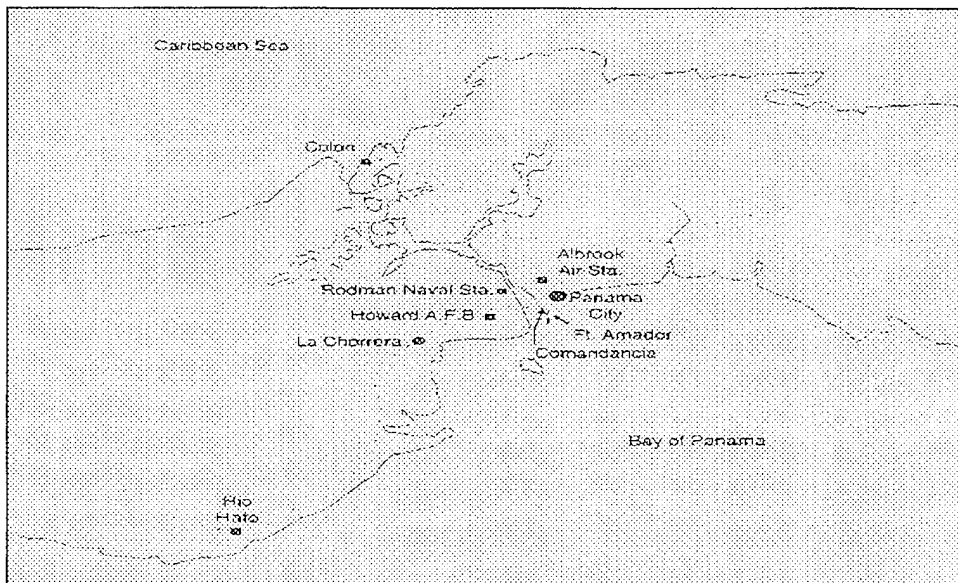 Caribbean Sea
Colon
Albrook
Air Sta.
Rodman Naval Sta.
Panama
City
Howard A.F.B
Ft. Amador
La Chorrera
Comandancia
Bay of Panama
Rio
Hato